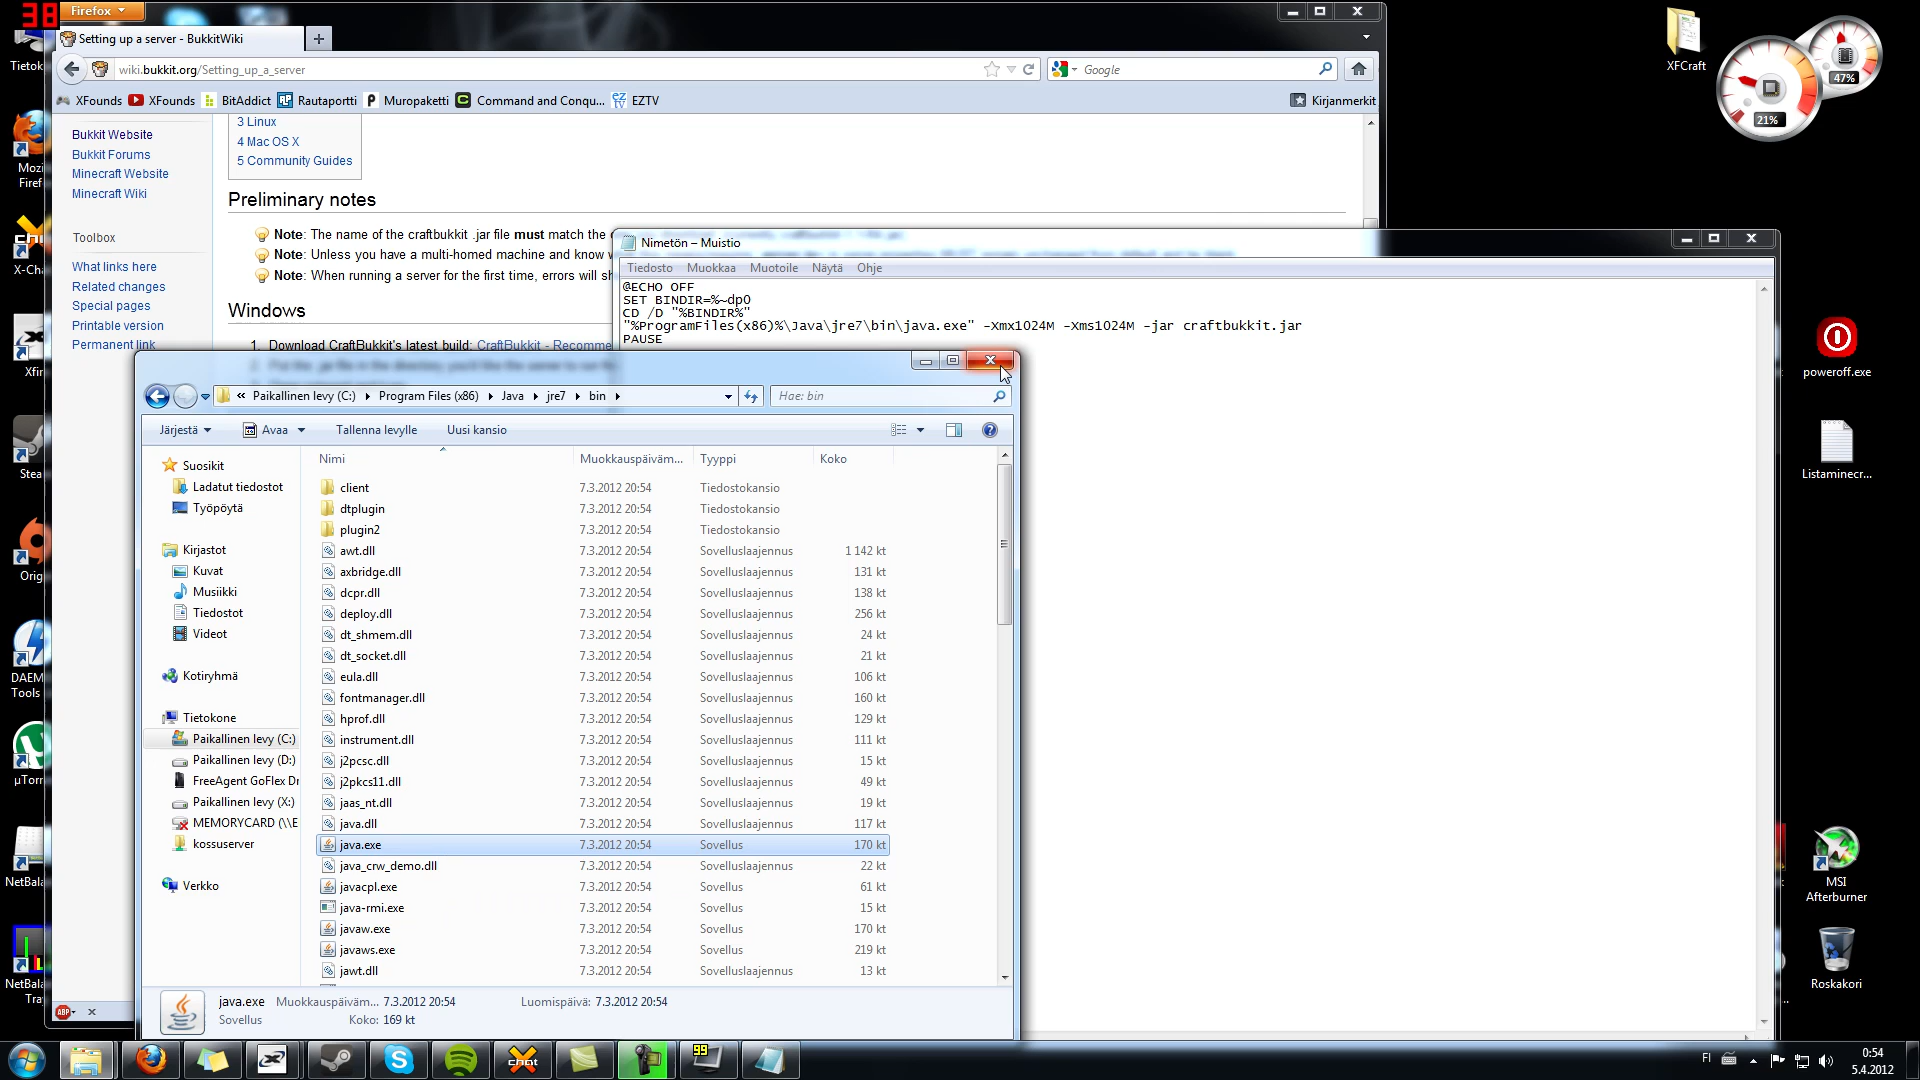 38
Firefox
Setting up a server - BukkitWiki
wiki.bukkit.org/Setting_up_a_server
Google
XFounds
XFounds
BitAddict
Rautaportti
Muropaketti
Command and Conqu...
EZTV
Kirjanmerkit
Bukkit Website
Bukkit Forums
Minecraft Website
Minecraft Wiki
Toolbox
What links here
Related changes
Special pages
Printable version
Permanent link
3 Linux
4 Mac OS X
5 Community Guides
Preliminary notes
Note: The name of the craftbukkit .jar file must match the
Note: Unless you have a multi-homed machine and know
Note: When running a server for the first time, errors will
Windows
1. Download CraftBukkit's latest build: CraftBukkit - Recomme
Nimetön – Muistio
Tiedosto Muokkaa Muotoile Näytä Ohje
@ECHO OFF
SET BINDIR=%~dp0
CD /D "%BINDIR%"
"%ProgramFiles(x86)%\Java\jre7\bin\java.exe" -Xmx1024M -Xms1024M -jar craftbukkit.jar
PAUSE
« Paikallinen levy (C:) Program Files (x86) Java jre7 bin
Hae: bin
Järjestä Avaa Tallenna levylle Uusi kansio
Suosikit
Ladatut tiedostot
Työpöytä
Kirjastot
Kuvat
Musiikki
Tiedostot
Videot
Kotiryhmä
Tietokone
Paikallinen levy (C:)
Paikallinen levy (D:)
FreeAgent GoFlex Dr
Paikallinen levy (X:)
MEMORYCARD (\\E
kossuserver
Verkko
Nimi Muokkauspäiväm... Tyyppi Koko
client 7.3.2012 20:54 Tiedostokansio
dtplugin 7.3.2012 20:54 Tiedostokansio
plugin2 7.3.2012 20:54 Tiedostokansio
awt.dll 7.3.2012 20:54 Sovelluslaajennus 1 142 kt
axbridge.dll 7.3.2012 20:54 Sovelluslaajennus 131 kt
dcpr.dll 7.3.2012 20:54 Sovelluslaajennus 138 kt
deploy.dll 7.3.2012 20:54 Sovelluslaajennus 256 kt
dt_shmem.dll 7.3.2012 20:54 Sovelluslaajennus 24 kt
dt_socket.dll 7.3.2012 20:54 Sovelluslaajennus 21 kt
eula.dll 7.3.2012 20:54 Sovelluslaajennus 106 kt
fontmanager.dll 7.3.2012 20:54 Sovelluslaajennus 160 kt
hprof.dll 7.3.2012 20:54 Sovelluslaajennus 129 kt
instrument.dll 7.3.2012 20:54 Sovelluslaajennus 111 kt
j2pcsc.dll 7.3.2012 20:54 Sovelluslaajennus 15 kt
j2pkcs11.dll 7.3.2012 20:54 Sovelluslaajennus 49 kt
jaas_nt.dll 7.3.2012 20:54 Sovelluslaajennus 19 kt
java.dll 7.3.2012 20:54 Sovelluslaajennus 117 kt
java.exe 7.3.2012 20:54 Sovellus 170 kt
java_crw_demo.dll 7.3.2012 20:54 Sovelluslaajennus 22 kt
javacpl.exe 7.3.2012 20:54 Sovellus 61 kt
java-rmi.exe 7.3.2012 20:54 Sovellus 15 kt
javaw.exe 7.3.2012 20:54 Sovellus 170 kt
javaws.exe 7.3.2012 20:54 Sovellus 219 kt
jawt.dll 7.3.2012 20:54 Sovelluslaajennus 13 kt
java.exe Muokkauspäiväm... 7.3.2012 20:54 Luomispäivä: 7.3.2012 20:54
Sovellus Koko: 169 kt
Tietok
Mozi
Firef
X-Cha
Xfir
Stea
Orig
DAEM
Tools
µTorr
NetBala
NetBala
Tra
XFCraft
47%
21%
poweroff.exe
Listaminecr...
MSI
Afterburner
Roskakori
ABP
chat
99
FI
0:54
5.4.2012